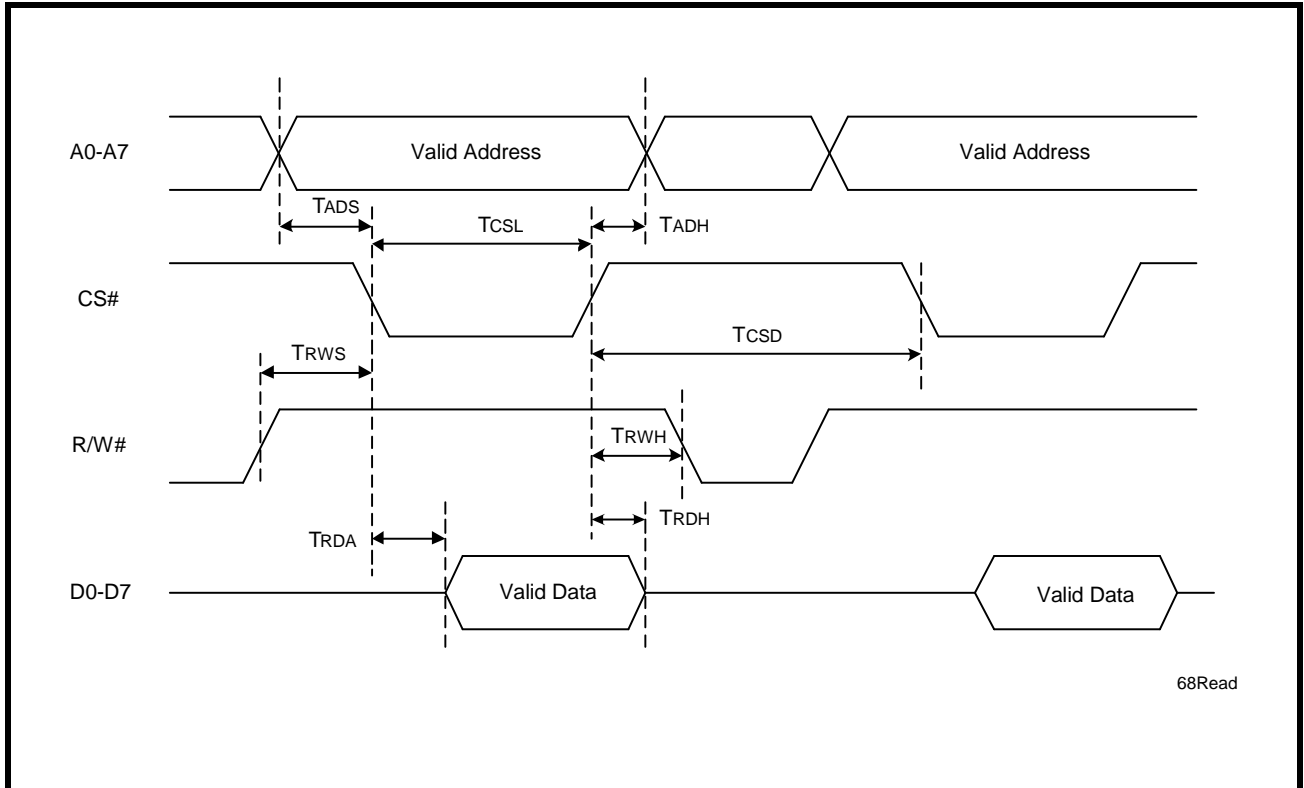 A0-A7
Valid Address
Valid Address
TADS
TCSL
TADH
CS#
TRWS
TCSD
R/W#
TRWH
TRDA
TRDH
D0-D7
Valid Data
Valid Data
68Read